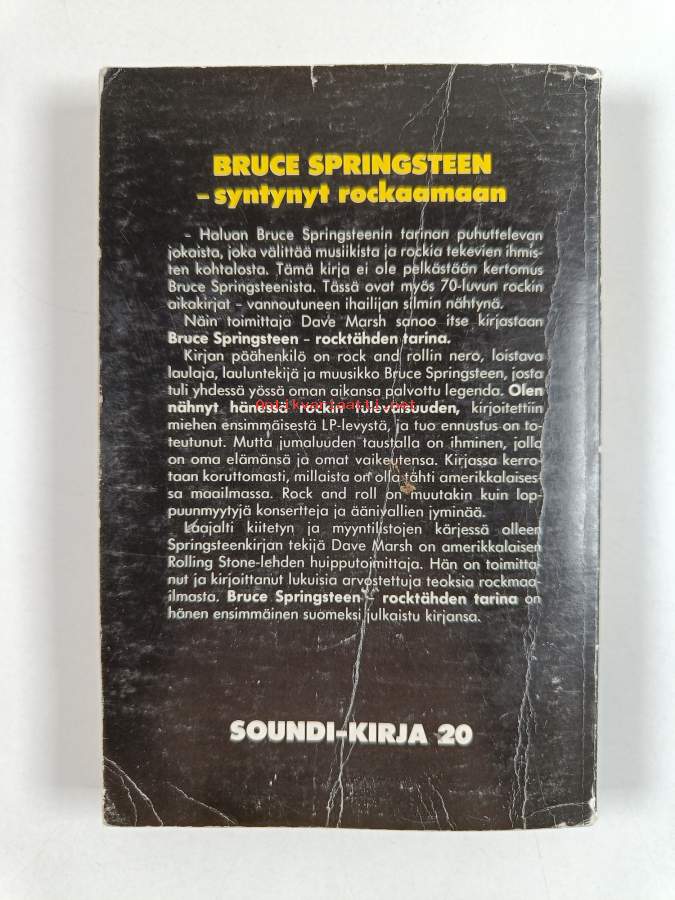 BRUCE SPRINGSTEEN
– syntynyt rockaamaan
– Haluan Bruce Springsteenin tarinan puhuttelevan
jokaista, joka välittää musiikista ja rockia tekevien ihmis-
ten kohtalosta. Tämä kirja ei ole pelkästään kertomus
Bruce Springsteenista. Tässä ovat myös 70-luvun rockin
aikakirjat – vannoutuneen ihailijan silmin nähtynä.
Näin toimittaja Dave Marsh sanoo itse kirjastaan
Bruce Springsteen – rocktähden tarina.
Kirjan päähenkilö on rock and rollin nero, loistava
laulaja, lauluntekijä ja muusikko Bruce Springsteen, josta
tuli yhdessä yössä oman aikansa palvottu legenda. Olen
Antikvariaatti.net
nähnyt hänessä rockin tulevaisuuden, kirjoitettiin
miehen ensimmäisestä LP-levystä, ja tuo ennustus on to-
teutunut. Mutta jumaluuden taustalla on ihminen, jolla
on oma elämänsä ja omat vaikeutensa. Kirjassa kerro-
taan koruttomasti, millaista on olla tähti amerikkalaises-
sa maailmassa. Rock and roll on muutakin kuin lop-
puunmyytyjä konsertteja ja äänivallien jyminää.
Laajalti kiitetyn ja myyntilistojen kärjessä olleen
Springsteenkirjan tekijä Dave Marsh on amerikkalaisen
Rolling Stone-lehden huipputoimittaja. Hän on toimitta-
nut ja kirjoittanut lukuisia arvostettuja teoksia rockmaa-
ilmasta. Bruce Springsteen – rocktähden tarina on
hänen ensimmäinen suomeksi julkaistu kirjansa.
SOUNDI-KIRJA 20